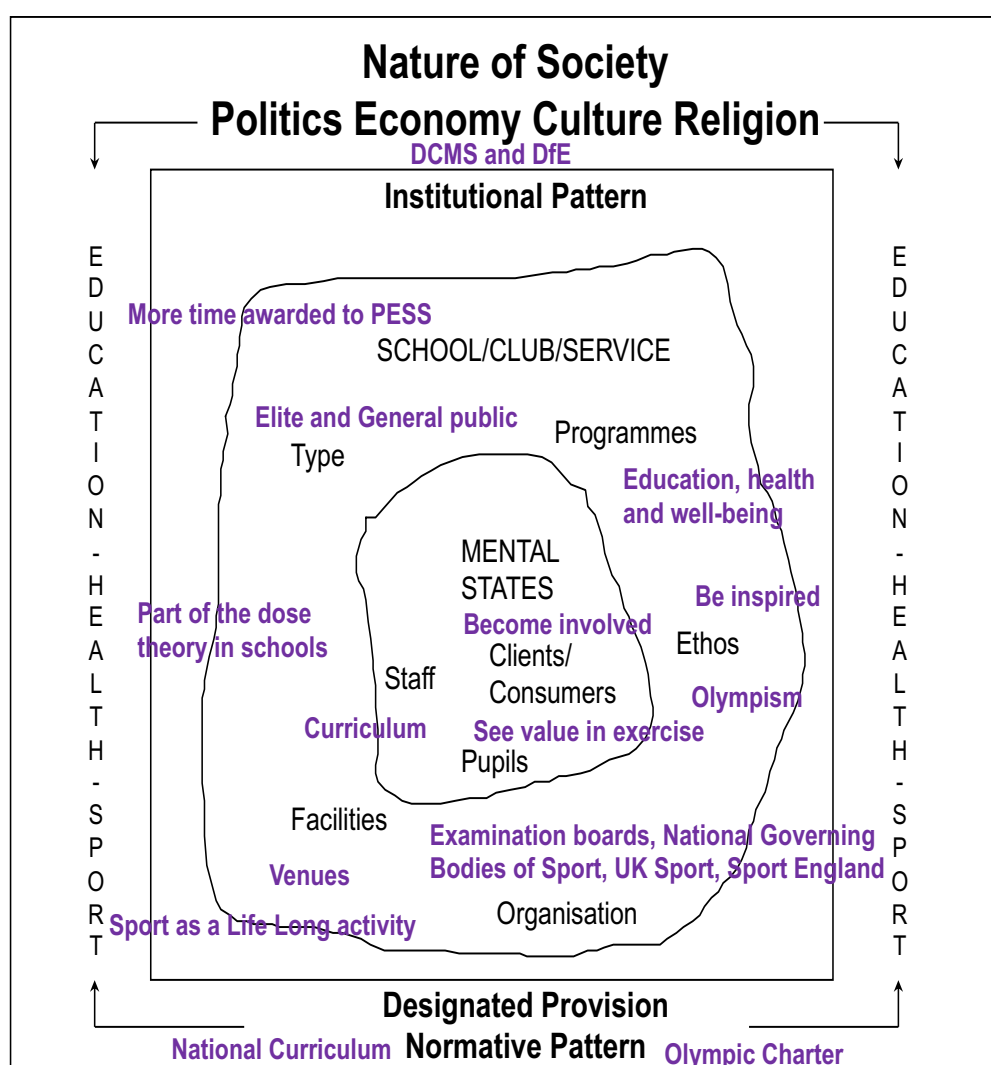 Nature of Society
Politics Economy Culture Religion
DCMS and DfE
Institutional Pattern
EDUCATION-HEALTH-SPORT
EDUCATION-HEALTH-SPORT
More time awarded to PESS
SCHOOL/CLUB/SERVICE
Elite and General public
Programmes
Type
Education, health
and well-being
MENTAL
STATES
Be inspired
Part of the dose
theory in schools
Become involved
Ethos
Clients/
Consumers
Staff
Olympism
Curriculum
See value in exercise
Pupils
Facilities
Examination boards, National Governing
Bodies of Sport, UK Sport, Sport England
Venues
Organisation
Sport as a Life Long activity
Designated Provision
National Curriculum
Normative Pattern
Olympic Charter